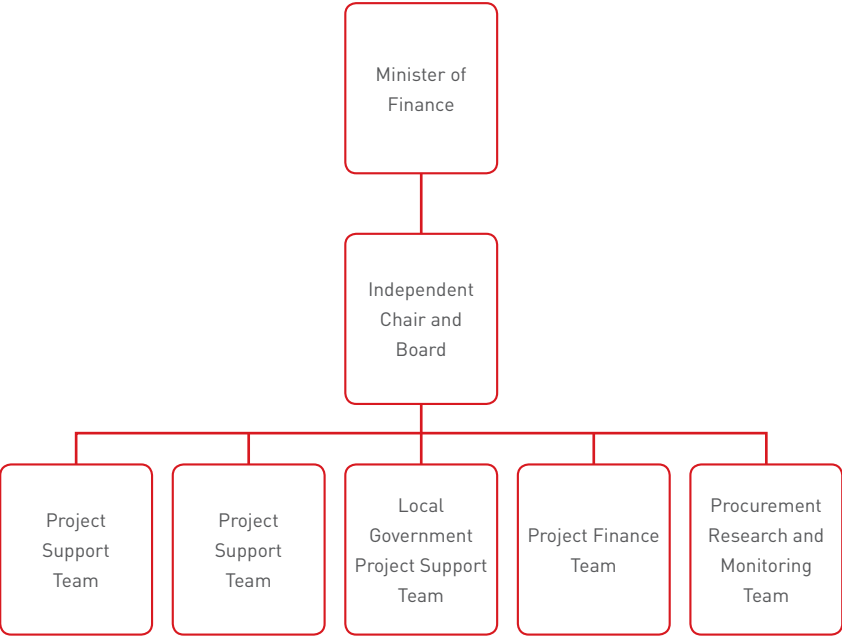 Minister of
Finance
Independent
Chair and
Board
Project
Support
Team
Project
Support
Team
Local
Government
Project Support
Team
Project Finance
Team
Procurement
Research and
Monitoring
Team